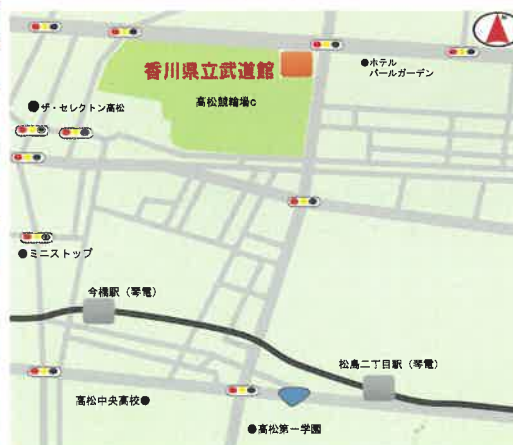 ●ホテル
パールガーデン
香川県立武道館
高松競輪場c
●ザ・セレクトン高松
●ミニストップ
今橋駅（琴電）
松島二丁目駅（琴電）
高松中央高校●
●高松第一学園